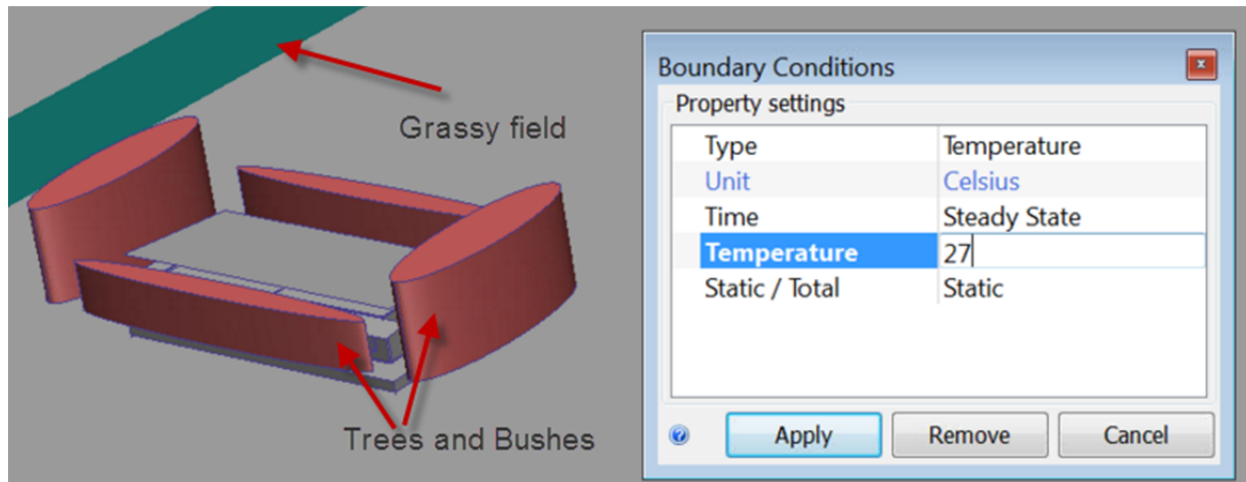 Grassy field
Trees and Bushes
Boundary Conditions
x
Property settings
Type Temperature
Unit Celsius
Time Steady State
Temperature 27
Static / Total Static
?
Apply Remove Cancel